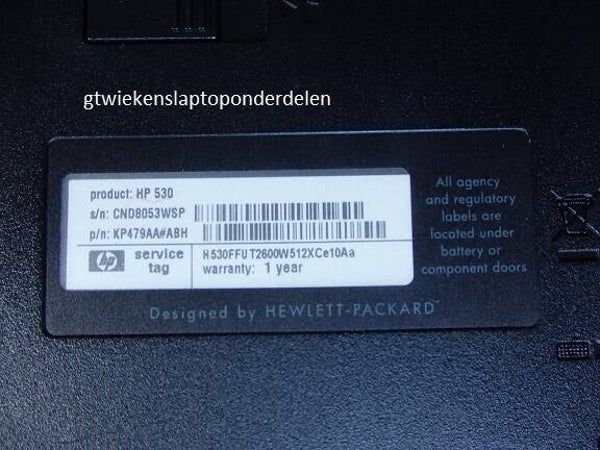 gtwiekenslaptoponderdelen
product: HP 530
s/n: CND8053WSP
p/n: KP479AA#ABH
hp service tag
H530FFUT2600W512XCe10Aa
warranty: 1 year
All agency
and regulatory
labels are
located under
battery or
component doors
Designed by HEWLETT-PACKARD